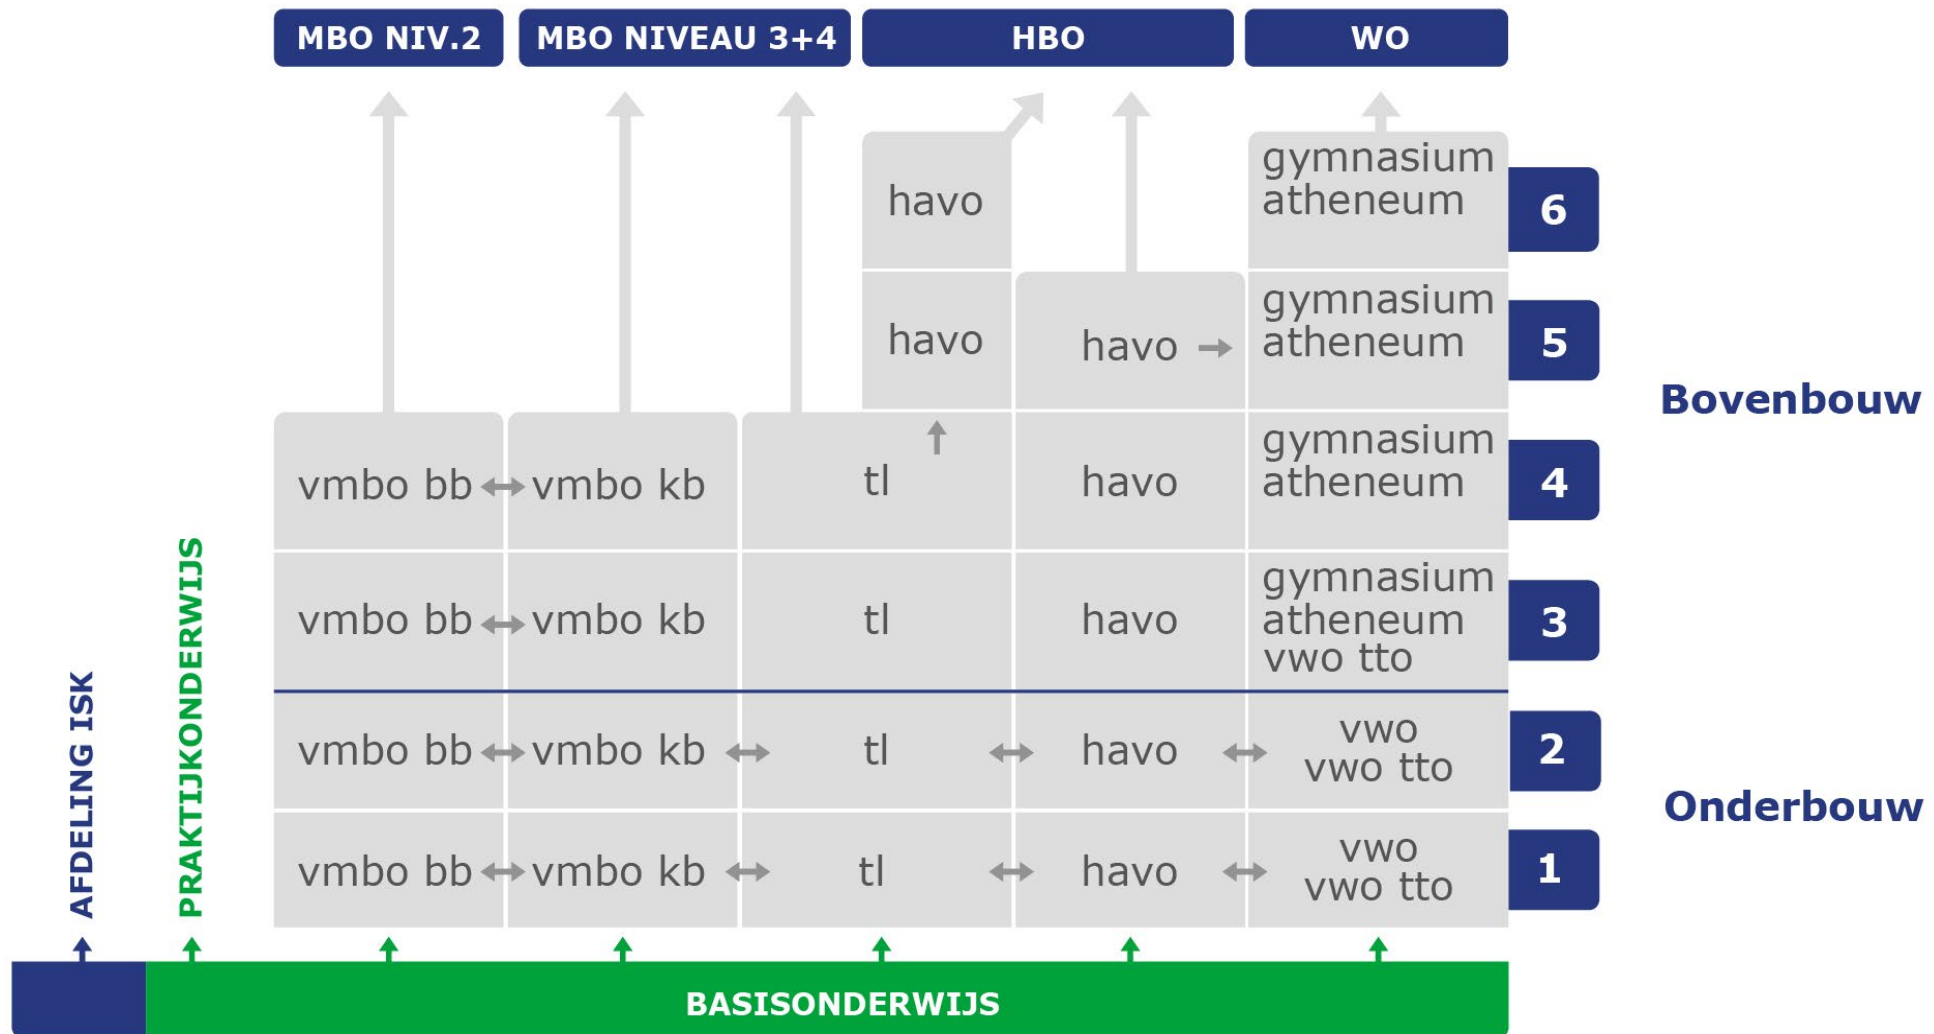 MBO NIV.2
MBO NIVEAU 3+4
HBO
WO
havo
gymnasium
atheneum
6
havo
havo
gymnasium
atheneum
5
Bovenbouw
vmbo bb
vmbo kb
tl
havo
gymnasium
atheneum
4
vmbo bb
vmbo kb
tl
havo
gymnasium
atheneum
vwo tto
3
vmbo bb
vmbo kb
tl
havo
vwo
vwo tto
2
Onderbouw
vmbo bb
vmbo kb
tl
havo
vwo
vwo tto
1
AFDELING ISK
PRAKTIJKONDERWIJS
BASISONDERWIJS